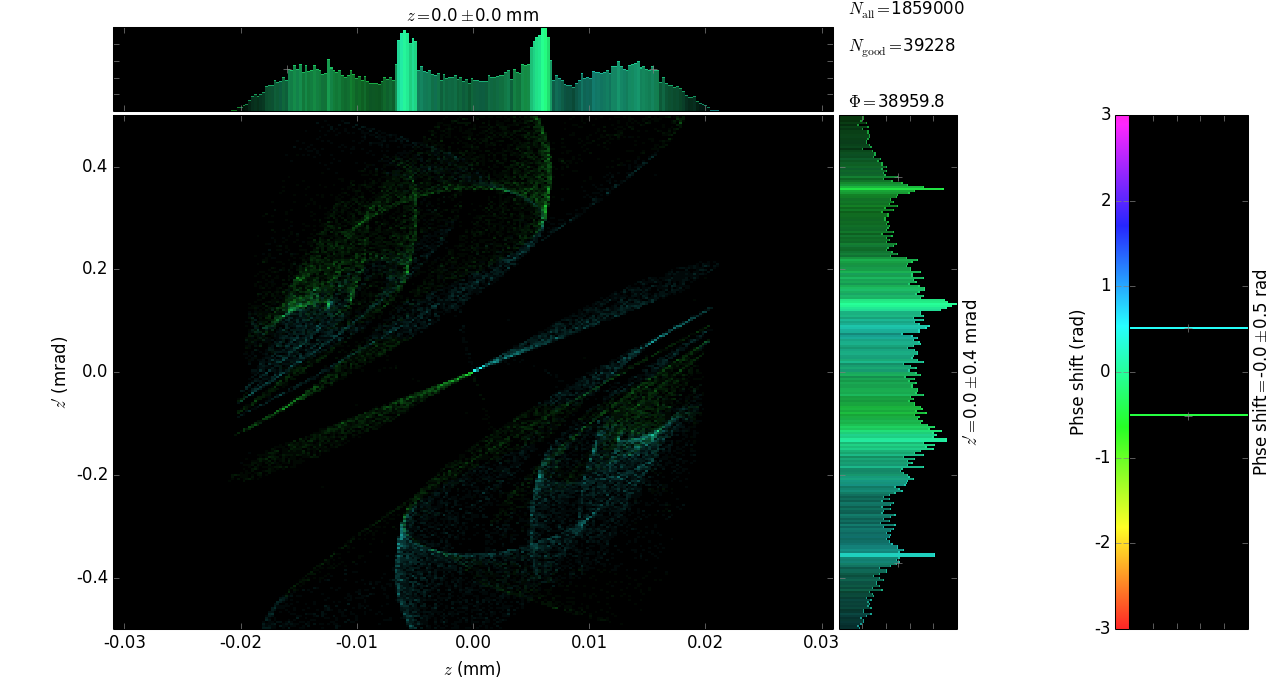 z=0.0±0.0 mm
N_all=1859000
N_good=39228
Φ=38959.8
0.4
0.2
0.0
-0.2
-0.4
z′ (mrad)
-0.03
-0.02
-0.01
0.00
0.01
0.02
0.03
z (mm)
z′=0.0±0.4 mrad
3
2
1
0
-1
-2
-3
Phse shift (rad)
Phse shift=-0.0±0.5 rad